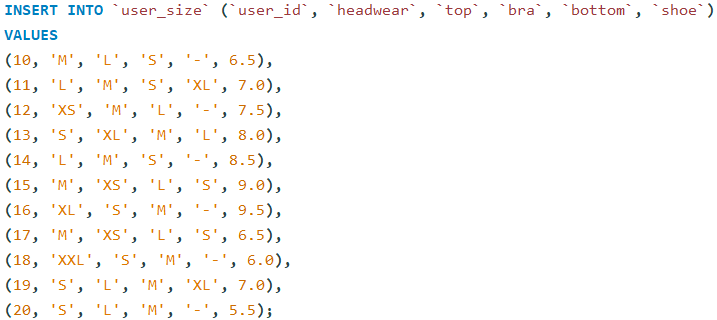 INSERT INTO `user_size` (`user_id`, `headwear`, `top`, `bra`, `bottom`, `shoe`)
VALUES
(10, 'M', 'L', 'S', '-', 6.5),
(11, 'L', 'M', 'S', 'XL', 7.0),
(12, 'XS', 'M', 'L', '-', 7.5),
(13, 'S', 'XL', 'M', 'L', 8.0),
(14, 'L', 'M', 'S', '-', 8.5),
(15, 'M', 'XS', 'L', 'S', 9.0),
(16, 'XL', 'S', 'M', '-', 9.5),
(17, 'M', 'XS', 'L', 'S', 6.5),
(18, 'XXL', 'S', 'M', '-', 6.0),
(19, 'S', 'L', 'M', 'XL', 7.0),
(20, 'S', 'L', 'M', '-', 5.5);